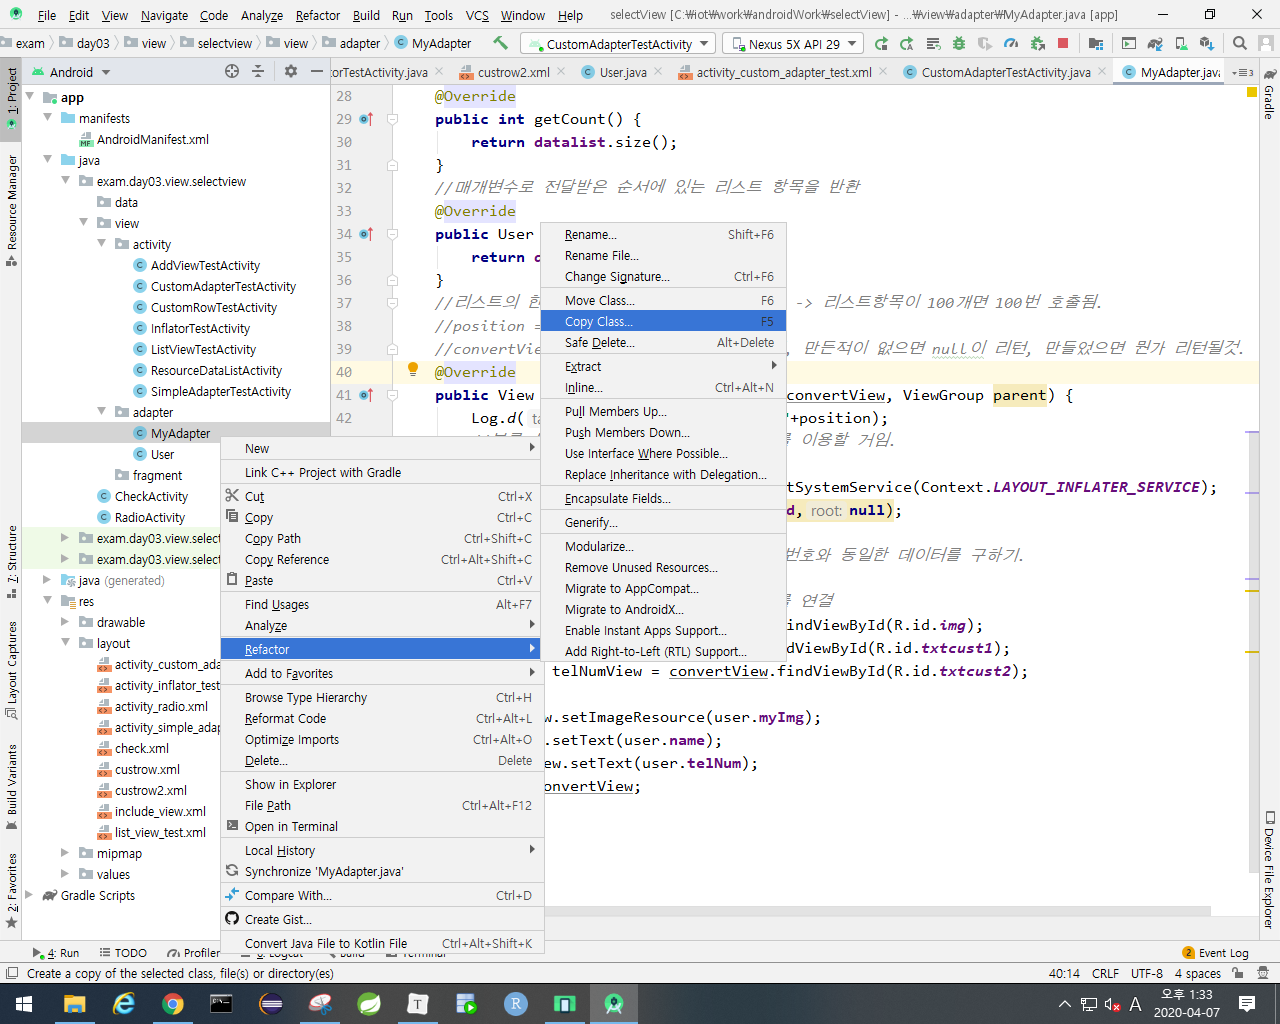 File Edit View Navigate Code Analyze Refactor Build Run Tools VCS Window Help selectView [C:₩iot₩work₩androidWork₩selectView] - ...₩view₩adapter₩MyAdapter.java [app]
exam day03 view selectview view adapter MyAdapter CustomAdapterTestActivity Nexus 5X API 29
Android
torTestActivity.java custrow2.xml User.java activity_custom_adapter_test.xml CustomAdapterTestActivity.java MyAdapter.java 3
1: Project
Resource Manager
7: Structure
Layout Captures
Build Variants
2: Favorites
app
manifests
AndroidManifest.xml
java
exam.day03.view.selectview
data
view
activity
AddViewTestActivity
CustomAdapterTestActivity
CustomRowTestActivity
InflatorTestActivity
ListViewTestActivity
ResourceDataListActivity
SimpleAdapterTestActivity
adapter
MyAdapter
User
fragment
CheckActivity
RadioActivity
exam.day03.view.select
exam.day03.view.select
java (generated)
res
drawable
layout
activity_custom_ada
activity_inflator_test
activity_radio.xml
activity_simple_adap
check.xml
custrow.xml
custrow2.xml
include_view.xml
list_view_test.xml
mipmap
values
Gradle Scripts
28 @Override
29 public int getCount() {
30 return datalist.size();
31 }
32 //매개변수로 전달받은 순서에 있는 리스트 항목을 반환
33 @Override
34 public User
35 return
36 }
37 //리스트의 -> 리스트항목이 100개면 100번 호출됨.
38 //position =
39 //convertVie , 만든적이 없으면 null이 리턴, 만들었으면 뭔가 리턴될것.
40 @Override
41 public View convertView, ViewGroup parent) {
42 Log.d( "+position);
이용할 거임.
tSystemService(Context.LAYOUT_INFLATER_SERVICE);
d, root: null);
번호와 동일한 데이터를 구하기.
연결
indViewById(R.id.img);
dViewById(R.id.txtcust1);
telNumView = convertView.findViewById(R.id.txtcust2);
w.setImageResource(user.myImg);
.setText(user.name);
ew.setText(user.telNum);
onvertView;
New
Link C++ Project with Gradle
Cut Ctrl+X
Copy Ctrl+C
Copy Path Ctrl+Shift+C
Copy Reference Ctrl+Alt+Shift+C
Paste Ctrl+V
Find Usages Alt+F7
Analyze
Refactor
Add to Favorites
Browse Type Hierarchy Ctrl+H
Reformat Code Ctrl+Alt+L
Optimize Imports Ctrl+Alt+O
Delete... Delete
Show in Explorer
File Path Ctrl+Alt+F12
Open in Terminal
Local History
Synchronize 'MyAdapter.java'
Compare With... Ctrl+D
Create Gist...
Convert Java File to Kotlin File Ctrl+Alt+Shift+K
Rename... Shift+F6
Rename File...
Change Signature... Ctrl+F6
Move Class... F6
Copy Class... F5
Safe Delete... Alt+Delete
Extract
Inline... Ctrl+Alt+N
Pull Members Up...
Push Members Down...
Use Interface Where Possible...
Replace Inheritance with Delegation...
Encapsulate Fields...
Generify...
Modularize...
Remove Unused Resources...
Migrate to AppCompat...
Migrate to AndroidX...
Enable Instant Apps Support...
Add Right-to-Left (RTL) Support...
Gradle
Device File Explorer
4: Run TODO Profiler 6: Logcat Build Terminal 2 Event Log
Create a copy of the selected class, file(s) or directory(es) 40:14 CRLF UTF-8 4 spaces
T R A 오후 1:33
2020-04-07